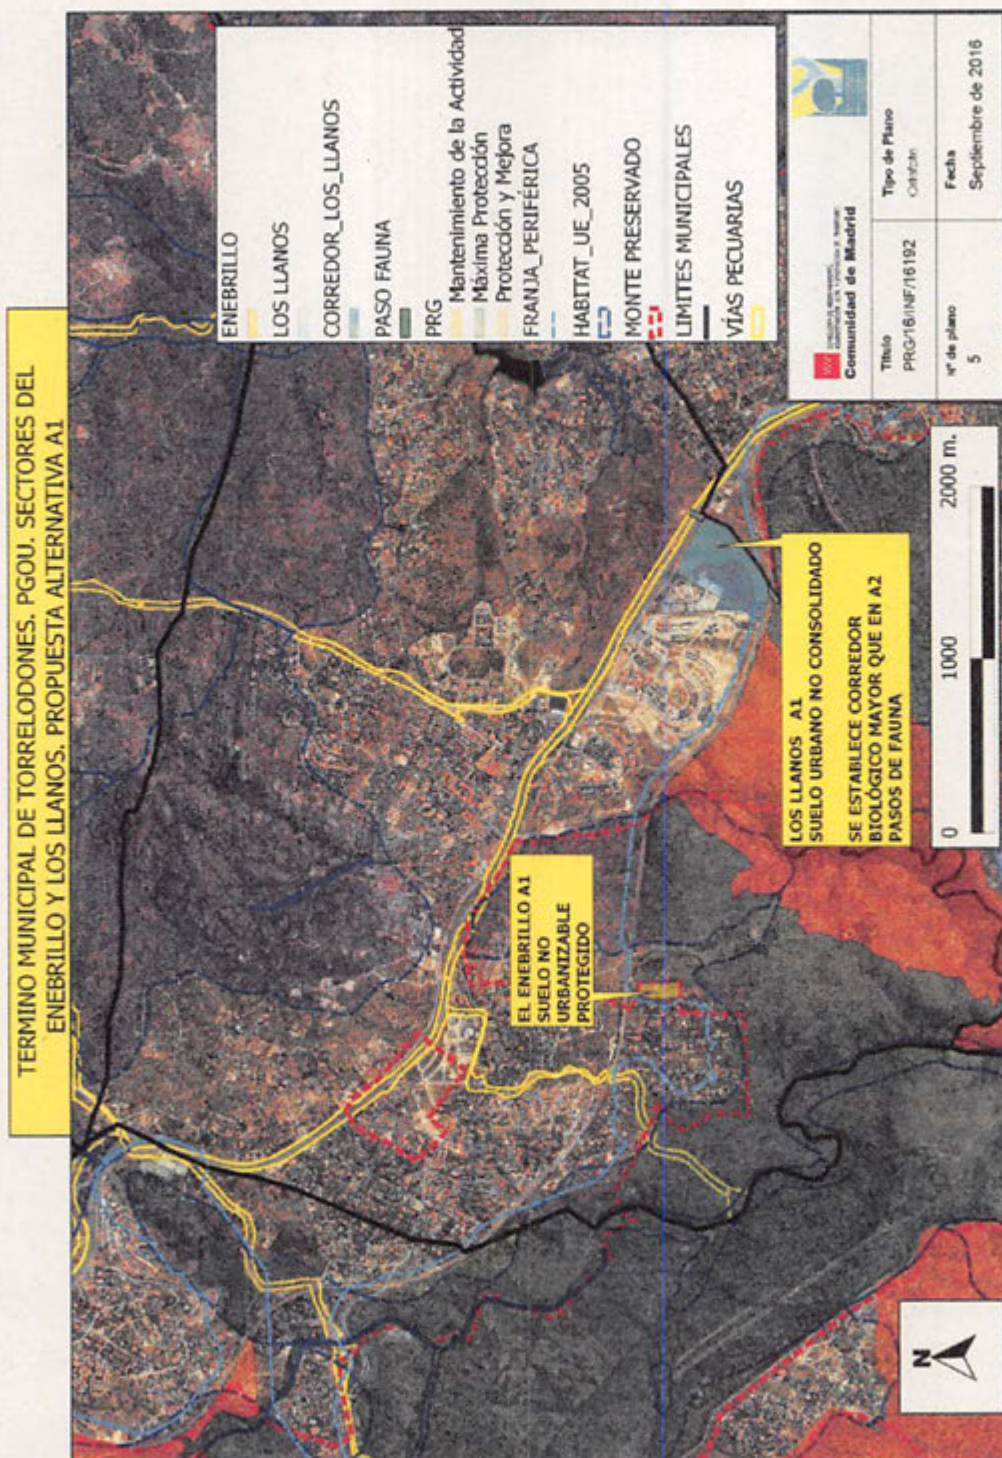 TERMINO MUNICIPAL DE TORRELODONES. PGOU. SECTORES DEL
ENEBRILLO Y LOS LLANOS. PROPUESTA ALTERNATIVA A1
ENEBRILLO
LOS LLANOS
CORREDOR_LOS_LLANOS
PASO FAUNA
PRG
Mantenimiento de la Actividad
Máxima Protección
Protección y Mejora
FRANJA_PERIFÉRICA
HABITAT_UE_2005
MONTE PRESERVADO
LIMITES MUNICIPALES
VÍAS PECUARIAS
EL ENEBRILLO A1
SUELO NO
URBANIZABLE
PROTEGIDO
LOS LLANOS A1
SUELO URBANO NO CONSOLIDADO
SE ESTABLECE CORREDOR
BIOLÓGICO MAYOR QUE EN A2
PASOS DE FAUNA
Comunidad de Madrid
Título
PRG/16/INF/16192
Tipo de Plano
Ortofoto
Nº de plano
5
Fecha
Septiembre de 2016
N
0 1000 2000 m.